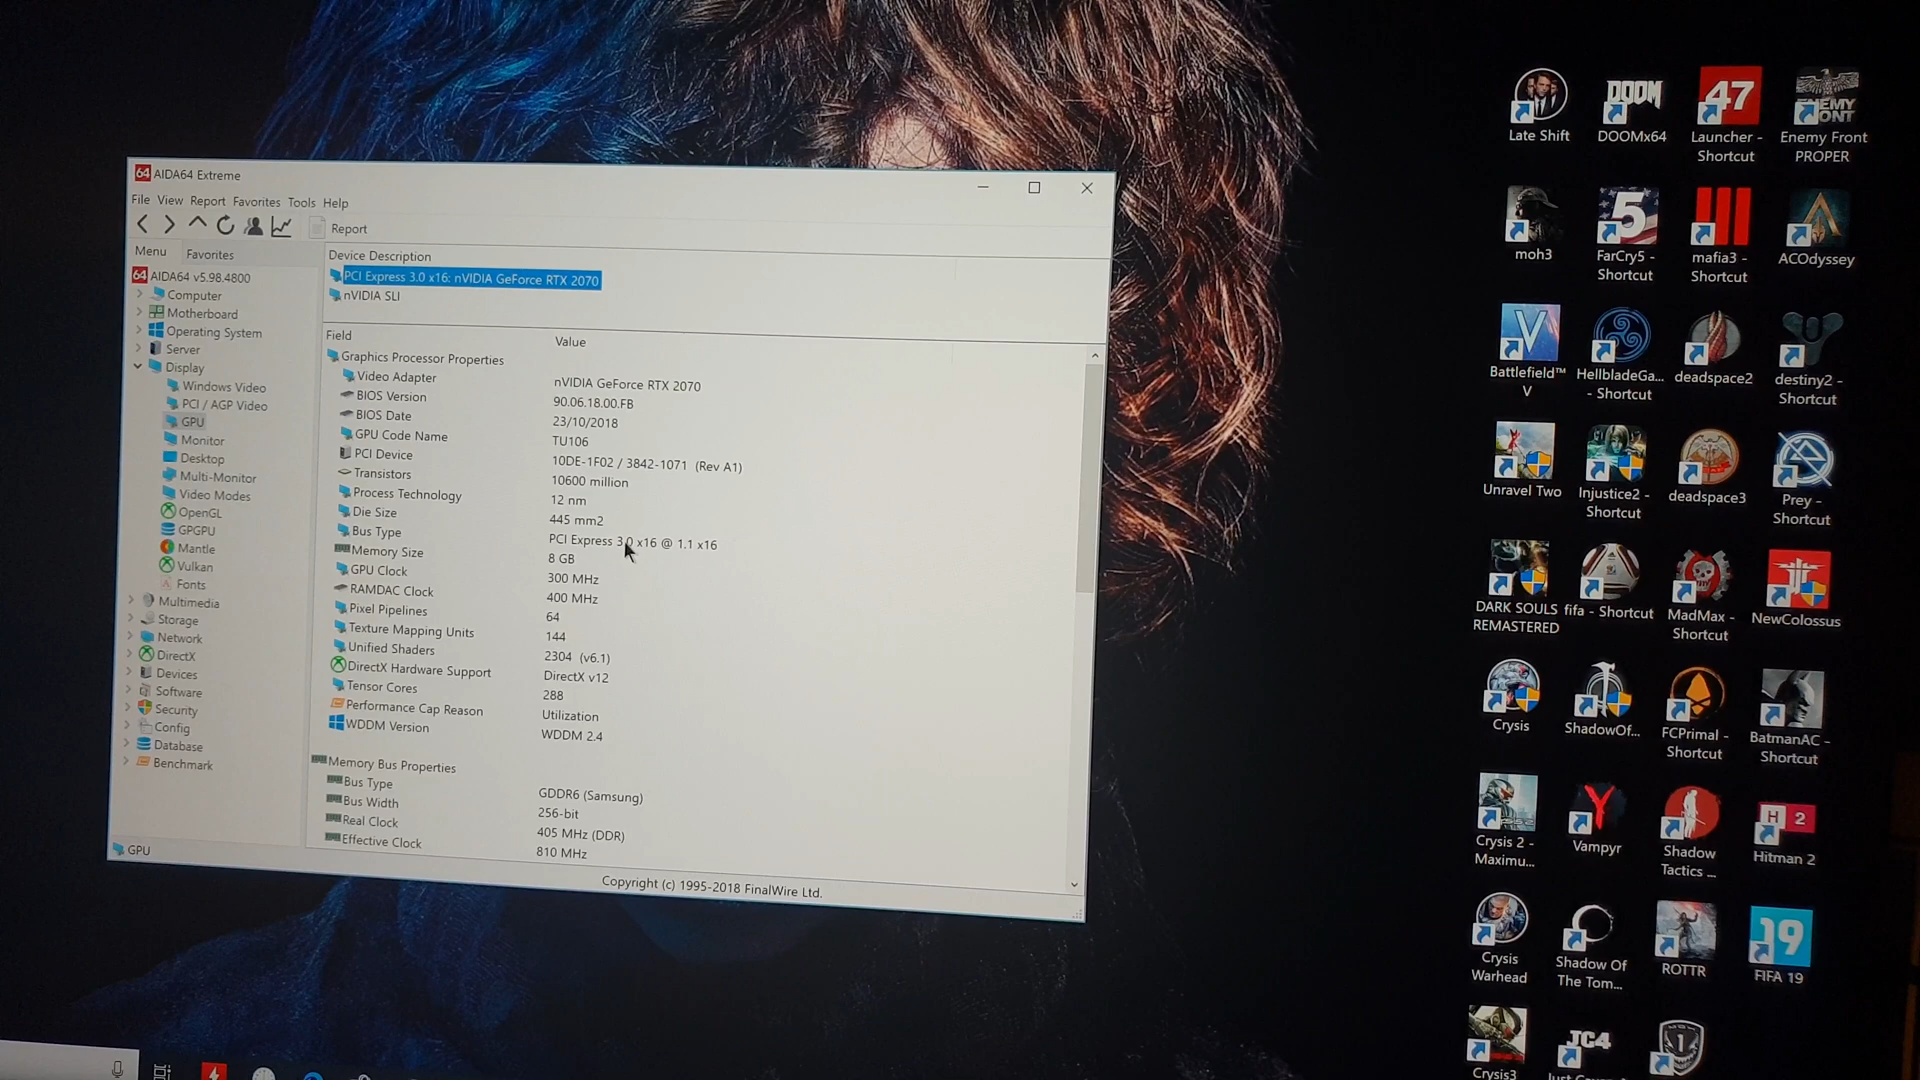 AIDA64 Extreme
File View Report Favorites Tools Help
Report
Menu Favorites
AIDA64 v5.98.4800
Computer
Motherboard
Operating System
Server
Display
Windows Video
PCI / AGP Video
GPU
Monitor
Desktop
Multi-Monitor
Video Modes
OpenGL
GPGPU
Mantle
Vulkan
Fonts
Multimedia
Storage
Network
DirectX
Devices
Software
Security
Config
Database
Benchmark
Device Description
PCI Express 3.0 x16: nVIDIA GeForce RTX 2070
nVIDIA SLI
Field Value
Graphics Processor Properties
Video Adapter nVIDIA GeForce RTX 2070
BIOS Version 90.06.18.00.FB
BIOS Date 23/10/2018
GPU Code Name TU106
PCI Device 10DE-1F02 / 3842-1071 (Rev A1)
Transistors 10600 million
Process Technology 12 nm
Die Size 445 mm2
Bus Type PCI Express 3.0 x16 @ 1.1 x16
Memory Size 8 GB
GPU Clock 300 MHz
RAMDAC Clock 400 MHz
Pixel Pipelines 64
Texture Mapping Units 144
Unified Shaders 2304 (v6.1)
DirectX Hardware Support DirectX v12
Tensor Cores 288
Performance Cap Reason Utilization
WDDM Version WDDM 2.4
Memory Bus Properties
Bus Type GDDR6 (Samsung)
Bus Width 256-bit
Real Clock 405 MHz (DDR)
Effective Clock 810 MHz
GPU
Copyright (c) 1995-2018 FinalWire Ltd.
Late Shift
DOOM
DOOMx64
47
Launcher -
Shortcut
Enemy Front
PROPER
moh3
5
FarCry5 -
Shortcut
mafia3 -
Shortcut
ACOdyssey
V
Battlefield™
V
HellbladeGa...
- Shortcut
deadspace2
destiny2 -
Shortcut
Unravel Two
Injustice2 -
Shortcut
deadspace3
Prey -
Shortcut
DARK SOULS
REMASTERED
fifa - Shortcut
MadMax -
Shortcut
NewColossus
Crysis
ShadowOf...
FCPrimal -
Shortcut
BatmanAC -
Shortcut
Crysis 2 -
Maximu...
Vampyr
Shadow
Tactics ...
H 2
Hitman 2
Crysis
Warhead
Shadow Of
The Tom...
ROTTR
19
FIFA 19
Crysis3
JC4
1